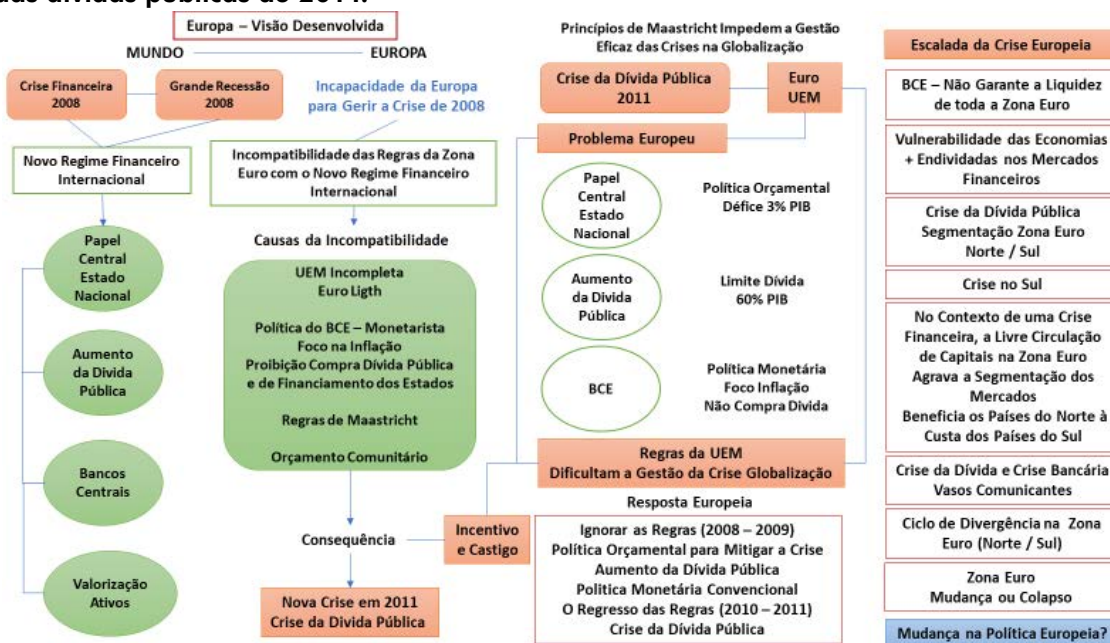 das dívidas públicas de 2011.
Europa – Visão Desenvolvida
MUNDO
EUROPA
Crise Financeira
2008
Grande Recessão
2008
Incapacidade da Europa
para Gerir a Crise de 2008
Novo Regime Financeiro
Internacional
Incompatibilidade das Regras da Zona
Euro com o Novo Regime Financeiro
Internacional
Papel
Central
Estado
Nacional
Aumento
da Divida
Pública
Bancos
Centrais
Valorização
Ativos
Causas da Incompatibilidade
UEM Incompleta
Euro Ligth
Política do BCE – Monetarista
Foco na Inflação
Proibição Compra Dívida Pública
e de Financiamento dos Estados
Regras de Maastricht
Orçamento Comunitário
Consequência
Incentivo
e Castigo
Nova Crise em 2011
Crise da Divida Pública
Princípios de Maastricht Impedem a Gestão
Eficaz das Crises na Globalização
Crise da Dívida Pública
2011
Euro
UEM
Problema Europeu
Papel
Central
Estado
Nacional
Política Orçamental
Défice 3% PIB
Aumento
da Divida
Pública
Limite Dívida
60% PIB
BCE
Política Monetária
Foco Inflação
Não Compra Divida
Regras da UEM
Dificultam a Gestão da Crise Globalização
Resposta Europeia
Ignorar as Regras (2008 – 2009)
Política Orçamental para Mitigar a Crise
Aumento da Dívida Pública
Politica Monetária Convencional
O Regresso das Regras (2010 – 2011)
Crise da Dívida Pública
Escalada da Crise Europeia
BCE – Não Garante a Liquidez
de toda a Zona Euro
Vulnerabilidade das Economias
+ Endividadas nos Mercados
Financeiros
Crise da Dívida Pública
Segmentação Zona Euro
Norte / Sul
Crise no Sul
No Contexto de uma Crise
Financeira, a Livre Circulação
de Capitais na Zona Euro
Agrava a Segmentação dos
Mercados
Beneficia os Países do Norte à
Custa dos Países do Sul
Crise da Dívida e Crise Bancária
Vasos Comunicantes
Ciclo de Divergência na Zona
Euro (Norte / Sul)
Zona Euro
Mudança ou Colapso
Mudança na Política Europeia?